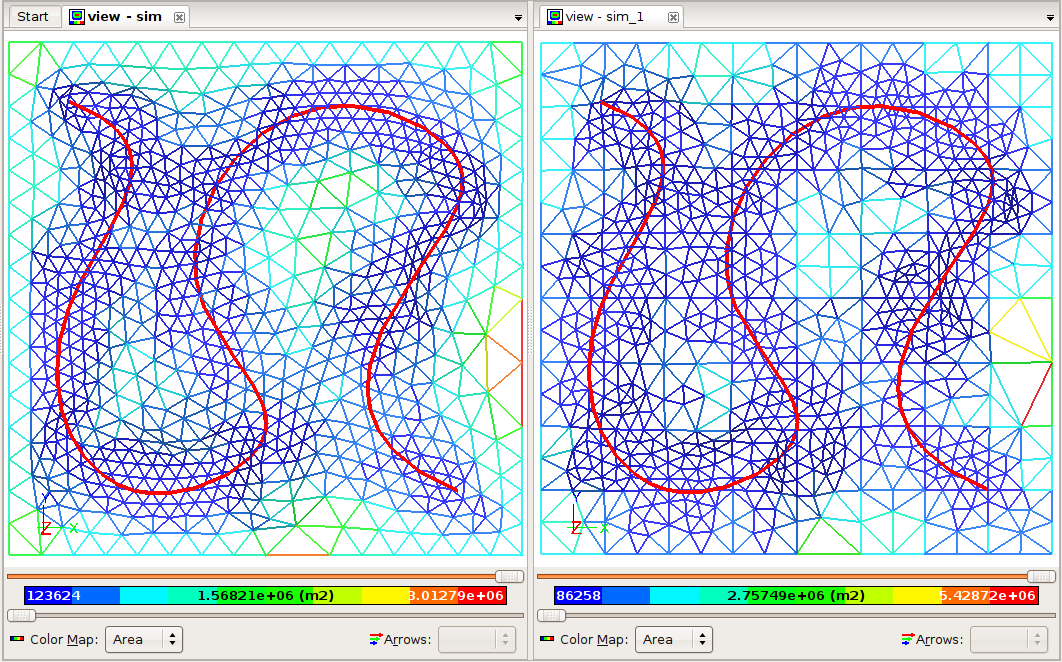 Start view - sim view - sim_1
Z X Z X
123624 1.56821e+06 (m2) 3.01279e+06 86258 2.75749e+06 (m2) 5.42872e+06
Color Map: Area Arrows: Color Map: Area Arrows: